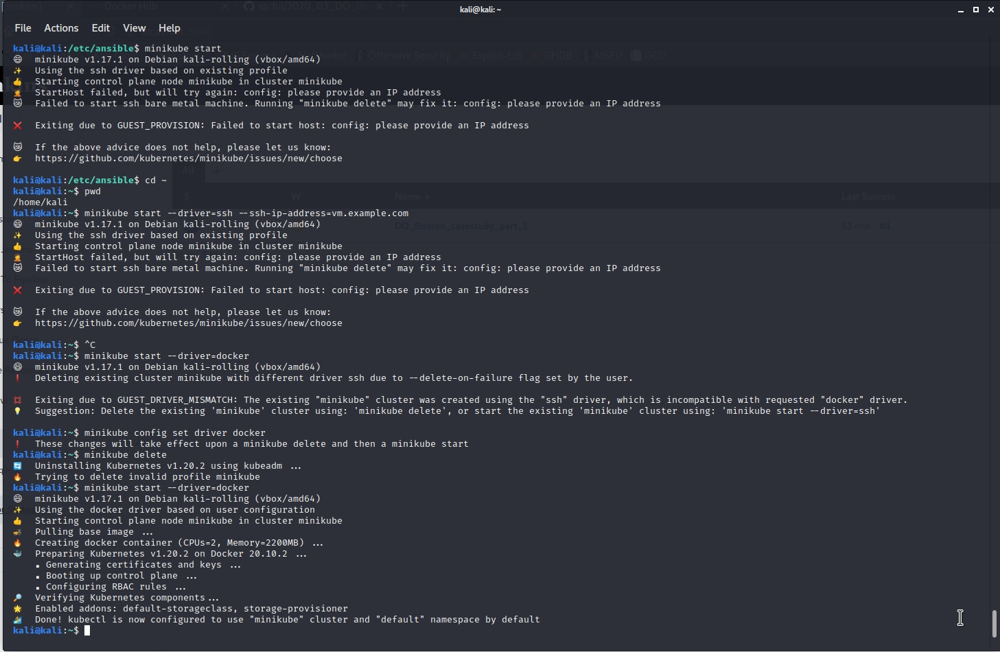 kali@kali: ~
File Actions Edit View Help
kali@kali:/etc/ansible$ minikube start
😄 minikube v1.17.1 on Debian kali-rolling (vbox/amd64)
✨ Using the ssh driver based on existing profile
👍 Starting control plane node minikube in cluster minikube
🤦 StartHost failed, but will try again: config: please provide an IP address
😿 Failed to start ssh bare metal machine. Running "minikube delete" may fix it: config: please provide an IP address
❌ Exiting due to GUEST_PROVISION: Failed to start host: config: please provide an IP address
😿 If the above advice does not help, please let us know:
👉 https://github.com/kubernetes/minikube/issues/new/choose
kali@kali:/etc/ansible$ cd ~
kali@kali:~$ pwd
/home/kali
kali@kali:~$ minikube start --driver=ssh --ssh-ip-address=vm.example.com
😄 minikube v1.17.1 on Debian kali-rolling (vbox/amd64)
✨ Using the ssh driver based on existing profile
👍 Starting control plane node minikube in cluster minikube
🤦 StartHost failed, but will try again: config: please provide an IP address
😿 Failed to start ssh bare metal machine. Running "minikube delete" may fix it: config: please provide an IP address
❌ Exiting due to GUEST_PROVISION: Failed to start host: config: please provide an IP address
😿 If the above advice does not help, please let us know:
👉 https://github.com/kubernetes/minikube/issues/new/choose
kali@kali:~$ ^C
kali@kali:~$ minikube start --driver=docker
😄 minikube v1.17.1 on Debian kali-rolling (vbox/amd64)
❗ Deleting existing cluster minikube with different driver ssh due to --delete-on-failure flag set by the user.
💢 Exiting due to GUEST_DRIVER_MISMATCH: The existing "minikube" cluster was created using the "ssh" driver, which is incompatible with requested "docker" driver.
💡 Suggestion: Delete the existing 'minikube' cluster using: 'minikube delete', or start the existing 'minikube' cluster using: 'minikube start --driver=ssh'
kali@kali:~$ minikube config set driver docker
❗ These changes will take effect upon a minikube delete and then a minikube start
kali@kali:~$ minikube delete
🔄 Uninstalling Kubernetes v1.20.2 using kubeadm ...
🔥 Trying to delete invalid profile minikube
kali@kali:~$ minikube start --driver=docker
😄 minikube v1.17.1 on Debian kali-rolling (vbox/amd64)
✨ Using the docker driver based on user configuration
👍 Starting control plane node minikube in cluster minikube
🚜 Pulling base image ...
🔥 Creating docker container (CPUs=2, Memory=2200MB) ...
🐳 Preparing Kubernetes v1.20.2 on Docker 20.10.2 ...
▪ Generating certificates and keys ...
▪ Booting up control plane ...
▪ Configuring RBAC rules ...
🔎 Verifying Kubernetes components...
🌟 Enabled addons: default-storageclass, storage-provisioner
🏄 Done! kubectl is now configured to use "minikube" cluster and "default" namespace by default
kali@kali:~$
Docker Hub
Offensive Security
Exploit-DB
GHDB
MSFU
GCU
All +
S W Name Last Success
DO_Boston_casestudy_part_1 53 min - #1